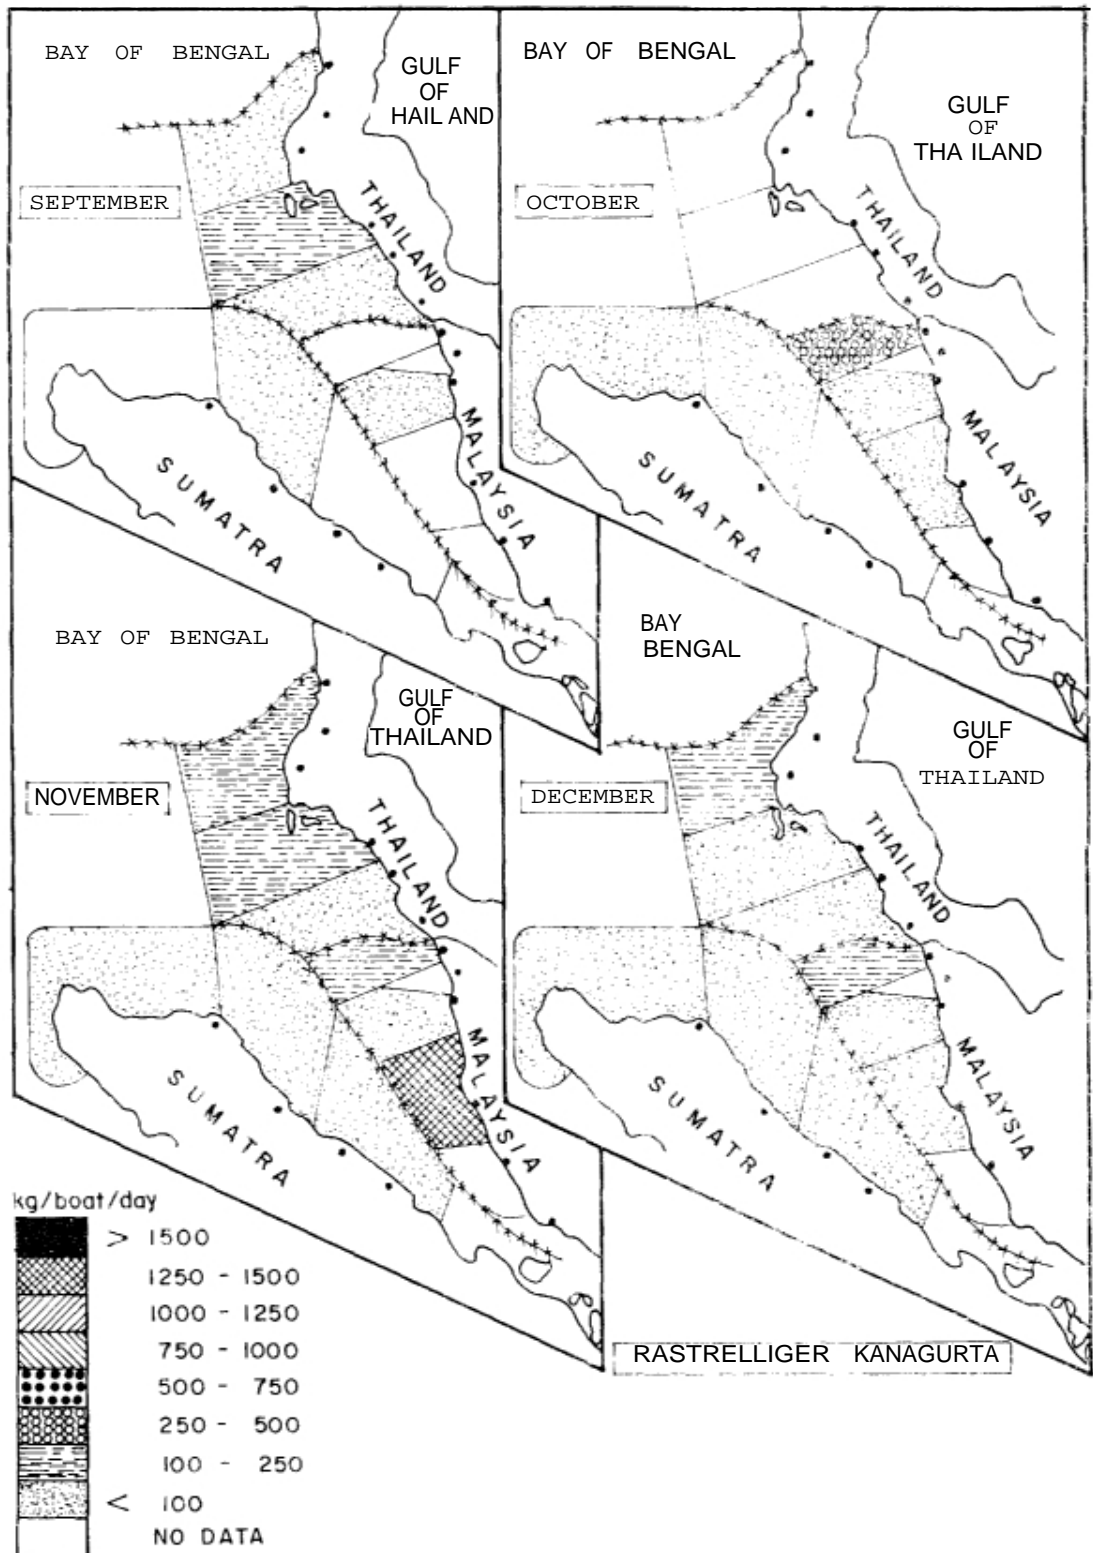 BAY OF BENGAL
GULF
OF
HAIL AND
SEPTEMBER
THAILAND
MALAYSIA
SUMATRA
BAY OF BENGAL
GULF
OF
THA ILAND
OCTOBER
THAILAND
MALAYSIA
SUMATRA
BAY OF BENGAL
GULF
OF
THAILAND
NOVEMBER
THAILAND
MALAYSIA
SUMATRA
BAY
BENGAL
GULF
OF
THAILAND
DECEMBER
THAILAND
MALAYSIA
SUMATRA
kg/boat/day
> 1500
1250 - 1500
1000 - 1250
750 - 1000
500 - 750
250 - 500
100 - 250
< 100
NO DATA
RASTRELLIGER KANAGURTA